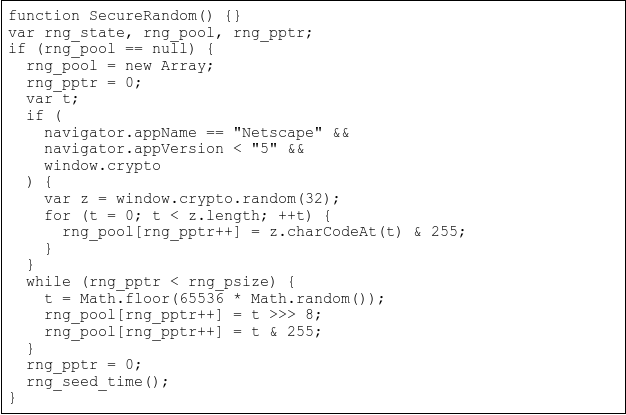 function SecureRandom() {}
var rng_state, rng_pool, rng_pptr;
if (rng_pool == null) {
  rng_pool = new Array;
  rng_pptr = 0;
  var t;
  if (
    navigator.appName == "Netscape" &&
    navigator.appVersion < "5" &&
    window.crypto
  ) {
    var z = window.crypto.random(32);
    for (t = 0; t < z.length; ++t) {
      rng_pool[rng_pptr++] = z.charCodeAt(t) & 255;
    }
  }
  while (rng_pptr < rng_psize) {
    t = Math.floor(65536 * Math.random());
    rng_pool[rng_pptr++] = t >>> 8;
    rng_pool[rng_pptr++] = t & 255;
  }
  rng_pptr = 0;
  rng_seed_time();
}